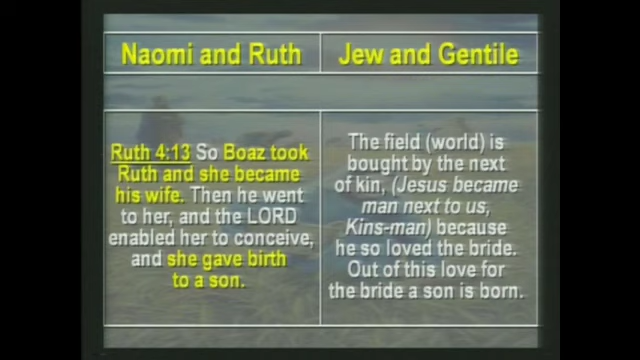 Naomi and Ruth
Jew and Gentile
Ruth 4:13 So Boaz took
Ruth and she became
his wife. Then he went
to her, and the LORD
enabled her to conceive,
and she gave birth
to a son.
The field (world) is
bought by the next
of kin, (Jesus became
man next to us,
Kins-man) because
he so loved the bride.
Out of this love for
the bride a son is born.